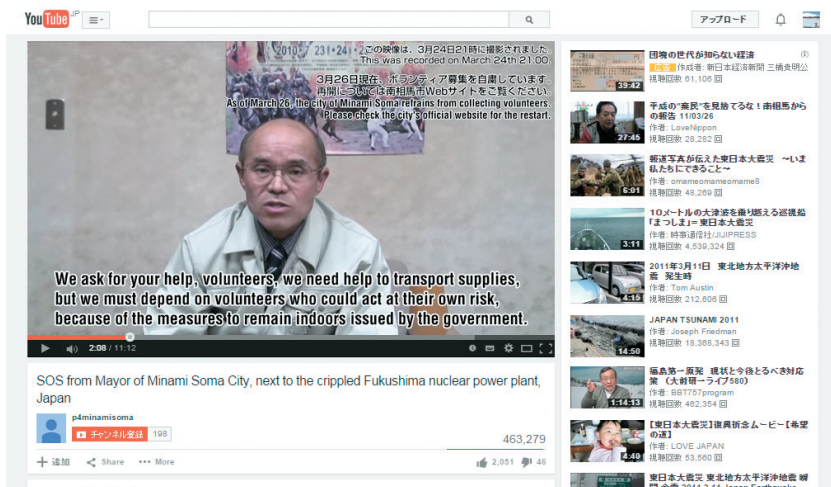 YouTube JP
アップロード
2010・7 23・24
この映像は、3月24日21時に撮影されました。
This was recorded on March 24th 21:00.
3月26日現在、ボランティア募集を自粛しています。
再開については南相馬市Webサイトをご覧ください。
As of March 26, the city of Minami Soma refrains from collecting volunteers.
Please check the city's official website for the restart.
We ask for your help, volunteers, we need help to transport supplies,
but we must depend on volunteers who could act at their own risk,
because of the measures to remain indoors issued by the government.
2:08 / 11:12
SOS from Mayor of Minami Soma City, next to the crippled Fukushima nuclear power plant,
Japan
p4minamisoma
チャンネル登録 198
463,279
追加 Share More
2,051 46
39:42
団塊の世代が知らない経済
広告 作成者: 新日本経済新聞 三橋貴明公
視聴回数 61,106 回
27:45
平成の"棄民"を見捨てるな！南相馬から
の報告 11/03/26
作者: LoveNippon
視聴回数 28,282 回
6:01
報道写真が伝えた東日本大震災 ～いま
私たちにできること～
作者: omameomameomame8
視聴回数 48,269 回
3:11
10メートルの大津波を乗り越える巡視船
「まつしま」＝東日本大震災
作者: 時事通信社/JIJIPRESS
視聴回数 4,539,324 回
4:15
2011年3月11日 東北地方太平洋沖地
震 発生時
作者: Tom Austin
視聴回数 212,606 回
14:50
JAPAN TSUNAMI 2011
作者: Joseph Friedman
視聴回数 18,368,343 回
1:14:13
福島第一原発 現状と今後とるべき対応
策 （大前研一ライブ580）
作者: BBT757program
視聴回数 462,354 回
4:40
【東日本大震災】復興祈念ムービー【希望
の道】
作者: LOVE JAPAN
視聴回数 53,560 回
東日本大震災 東北地方太平洋沖地震 瞬